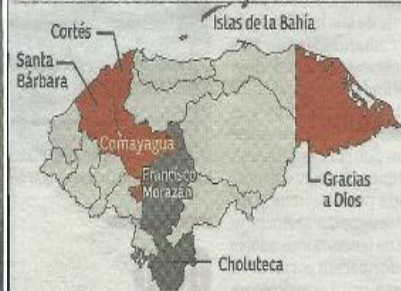 Islas de la Bahía
Cortés
Santa
Bárbara
Comayagua
Francisco
Morazán
Gracias
a Dios
Choluteca